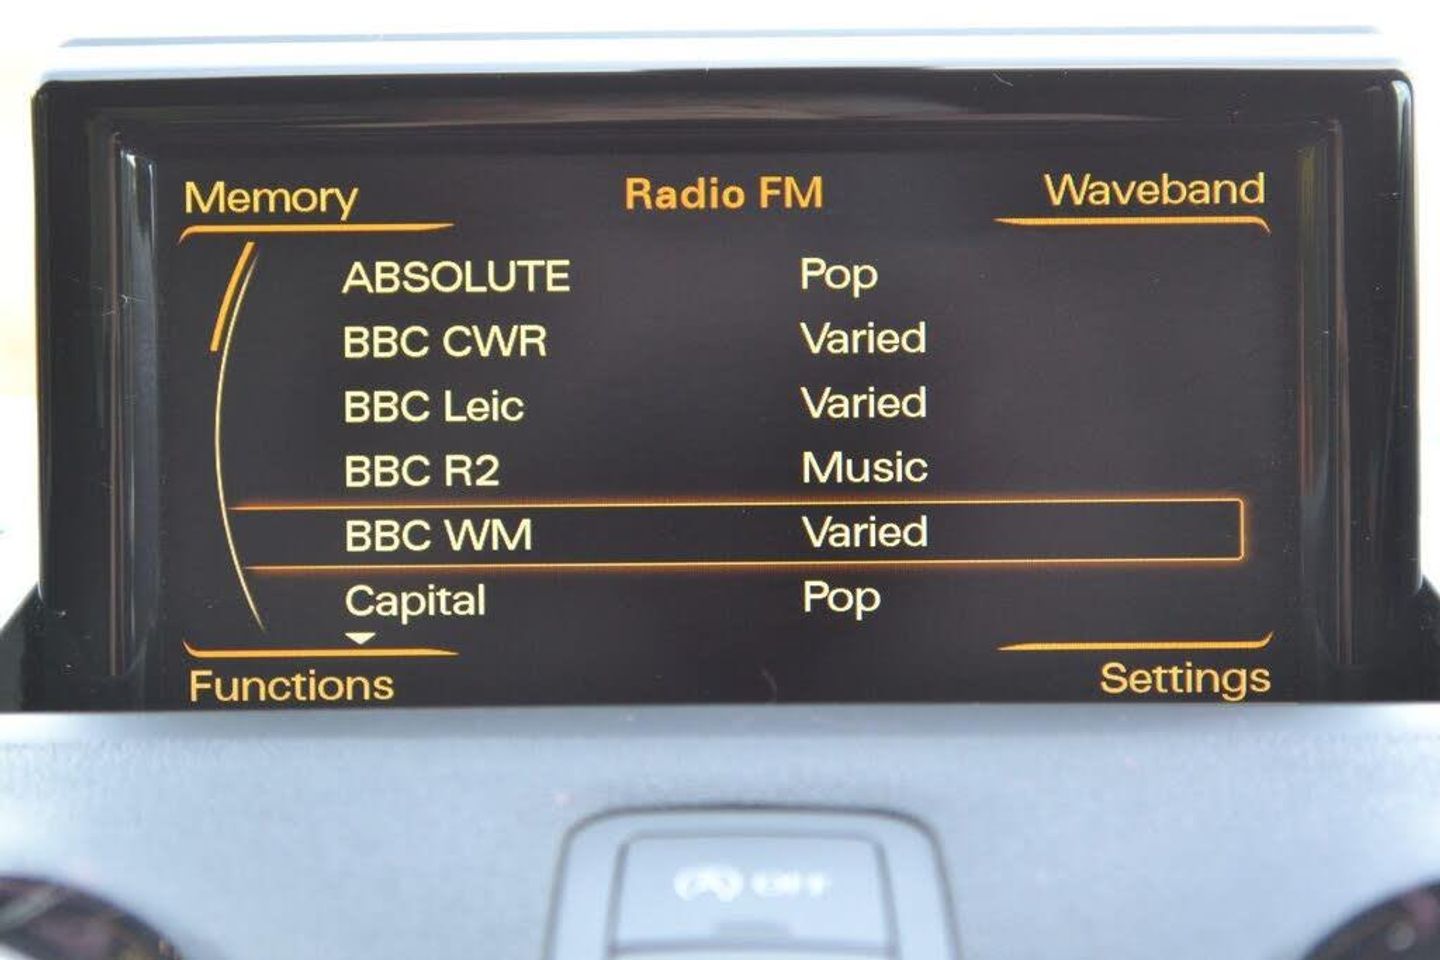 Memory Radio FM Waveband
ABSOLUTE Pop
BBC CWR Varied
BBC Leic Varied
BBC R2 Music
BBC WM Varied
Capital Pop
Functions Settings
OFF